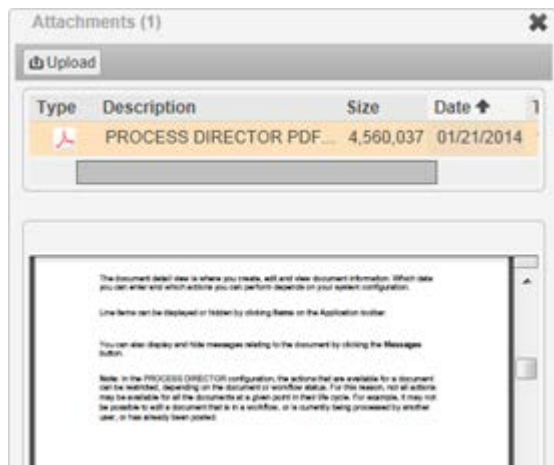 Attachments (1)
Upload
Type Description Size Date T
PROCESS DIRECTOR PDF... 4,560,037 01/21/2014
The document detail view is where you create, edit and view document information. Which data
you can enter and which actions you can perform depends on your system configuration.
Line items can be displayed or hidden by clicking Items on the Application toolbar.
You can also display and hide messages relating to the document by clicking the Messages
button.
Note: in the PROCESS DIRECTOR configuration, the actions that are available for a document
can be restricted, depending on the document or workflow status. For this reason, not all actions
may be available for all the documents at a given point in their life cycle. For example, it may not
be possible to edit a document that is in a workflow, or is currently being processed by another
user, or has already been posted.